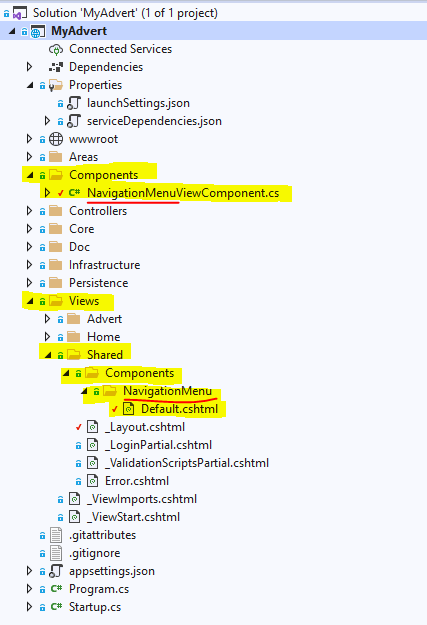 Solution 'MyAdvert' (1 of 1 project)
MyAdvert
Connected Services
Dependencies
Properties
launchSettings.json
serviceDependencies.json
wwwroot
Areas
Components
C# NavigationMenuViewComponent.cs
Controllers
Core
Doc
Infrastructure
Persistence
Views
Advert
Home
Shared
Components
NavigationMenu
Default.cshtml
_Layout.cshtml
_LoginPartial.cshtml
_ValidationScriptsPartial.cshtml
Error.cshtml
_ViewImports.cshtml
_ViewStart.cshtml
.gitattributes
.gitignore
appsettings.json
C# Program.cs
C# Startup.cs